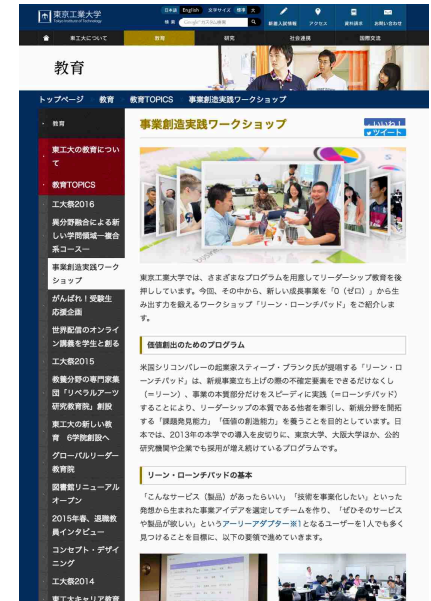 東京工業大学
Tokyo Institute of Technology
日本語 English 文字サイズ 標準 大
検索 Google カスタム検索
新着入試情報 アクセス 資料請求 お問い合わせ
東工大について 教育 研究 社会連携 国際交流
教育
トップページ 教育 教育TOPICS 事業創造実践ワークショップ
教育
東工大の教育につい
て
教育TOPICS
工大祭2016
異分野融合による新
しい学問領域—複合
系コース—
事業創造実践ワーク
ショップ
がんばれ！受験生
応援企画
世界配信のオンライ
ン講義を学生と創る
工大祭2015
教養分野の専門家集
団「リベラルアーツ
研究教育院」創設
東工大の新しい教
育 6学院創設へ
グローバルリーダー
教育院
図書館リニューアル
オープン
2015年春、退職教
員インタビュー
コンセプト・デザイ
ニング
工大祭2014
東工大キャリア教育
事業創造実践ワークショップ
いいね！
ツイート
東京工業大学では、さまざまなプログラムを用意してリーダーシップ教育を後
押ししています。今回、その中から、新しい成長事業を「0（ゼロ）」から生
み出す力を鍛えるワークショップ「リーン・ローンチパッド」をご紹介しま
す。
価値創出のためのプログラム
米国シリコンバレーの起業家スティーブ・ブランク氏が提唱する「リーン・ロ
ーンチパッド」は、新規事業立ち上げの際の不確定要素をできるだけなくし
（＝リーン）、事業の本質部分だけをスピーディに実践（＝ローンチパッド）
することにより、リーダーシップの本質である他者を牽引し、新規分野を開拓
する「課題発見能力」「価値の創造能力」を養うことを目的としています。日
本では、2013年の本学での導入を皮切りに、東京大学、大阪大学ほか、公的
研究機関や企業でも採用が増え続けているプログラムです。
リーン・ローンチパッドの基本
「こんなサービス（製品）があったらいい」「技術を事業化したい」といった
発想から生まれた事業アイデアを選定してチームを作り、「ぜひそのサービス
や製品が欲しい」というアーリーアダプター※1となるユーザーを1人でも多く
見つけることを目標に、以下の要領で進めていきます。